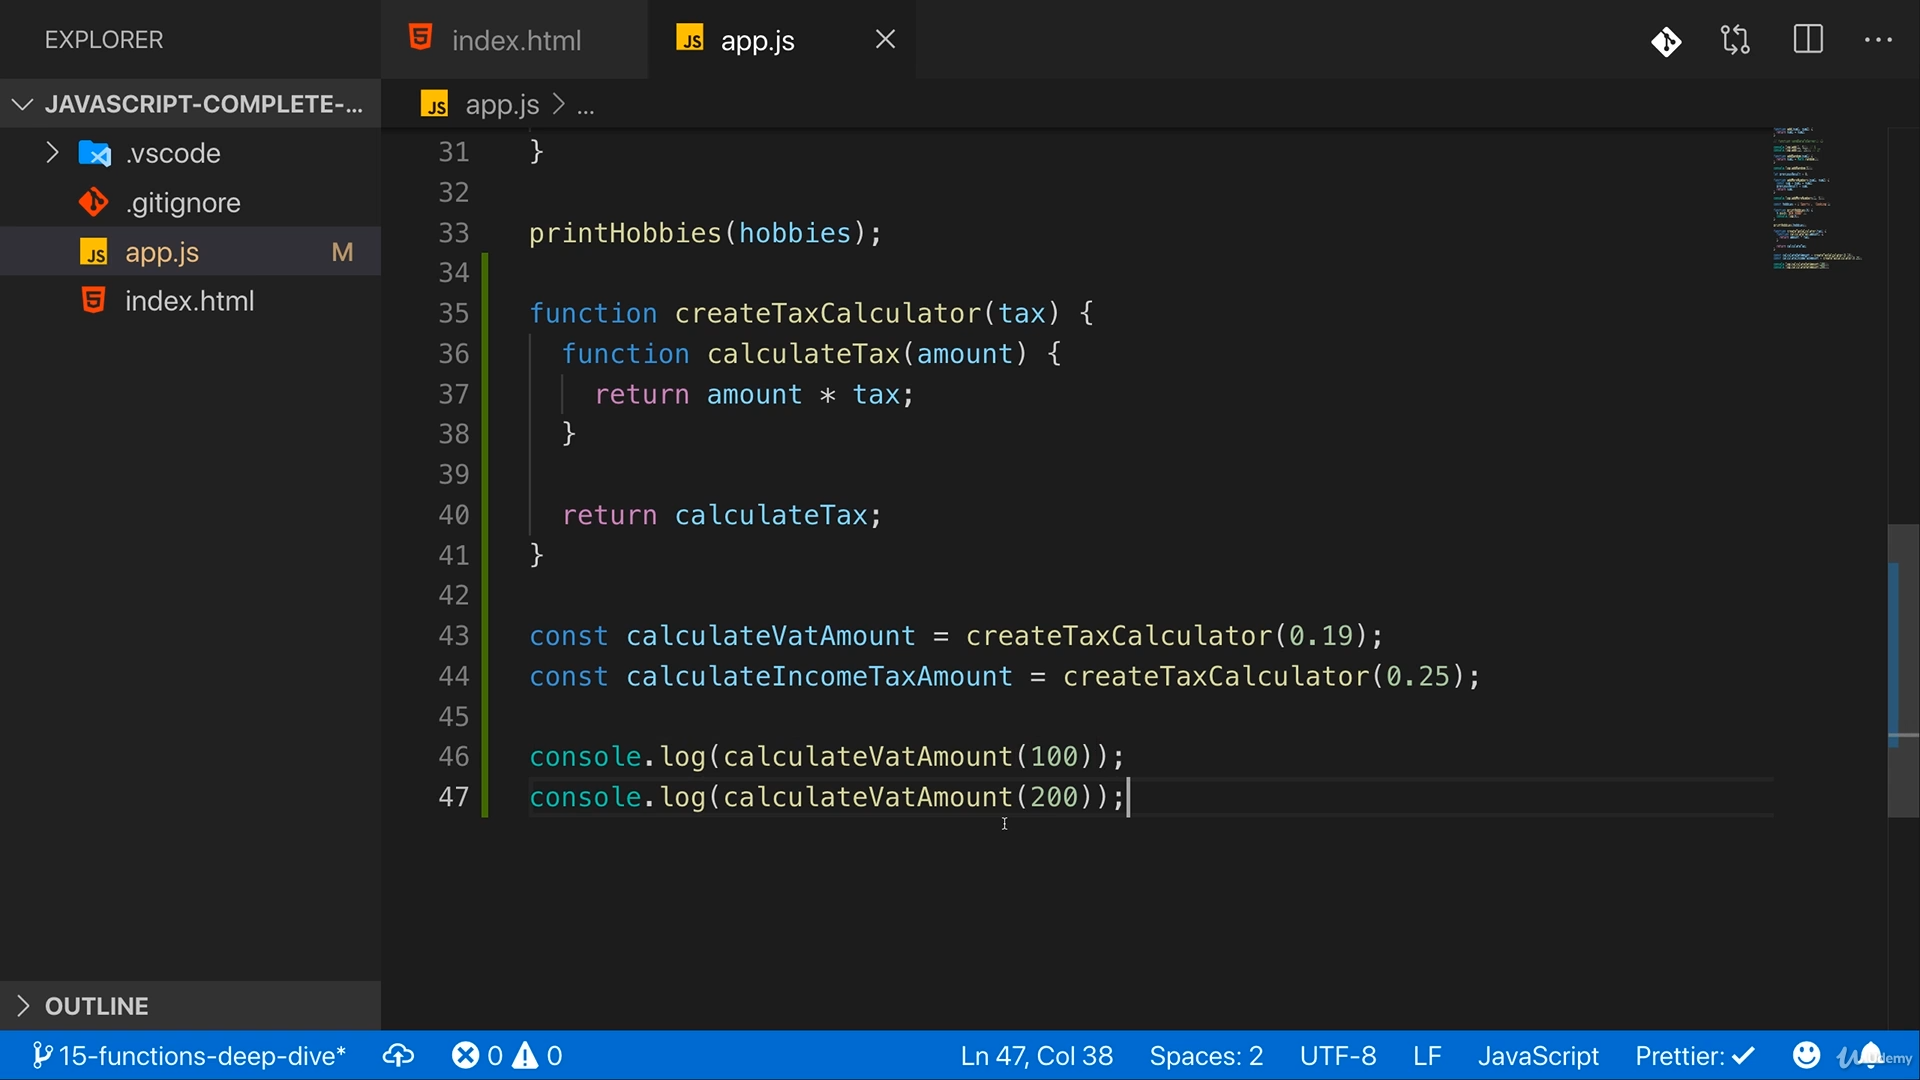 EXPLORER
index.html
JS app.js
JAVASCRIPT-COMPLETE-...
JS app.js > ...
.vscode
.gitignore
JS app.js M
index.html
31 }
32
33 printHobbies(hobbies);
34
35 function createTaxCalculator(tax) {
36 function calculateTax(amount) {
37 return amount * tax;
38 }
39
40 return calculateTax;
41 }
42
43 const calculateVatAmount = createTaxCalculator(0.19);
44 const calculateIncomeTaxAmount = createTaxCalculator(0.25);
45
46 console.log(calculateVatAmount(100));
47 console.log(calculateVatAmount(200));
OUTLINE
15-functions-deep-dive* 0 0 Ln 47, Col 38 Spaces: 2 UTF-8 LF JavaScript Prettier: ✓ Udemy